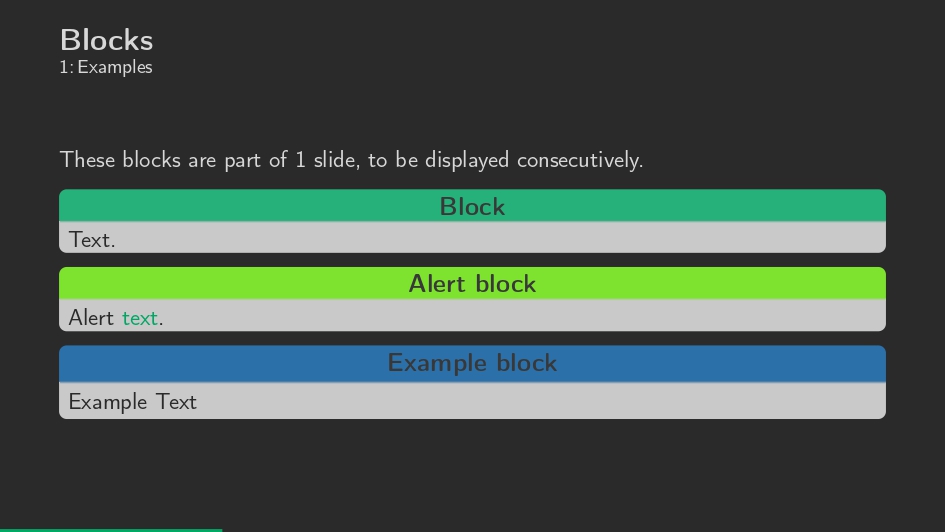 Blocks
1: Examples
These blocks are part of 1 slide, to be displayed consecutively.
Block
Text.
Alert block
Alert text.
Example block
Example Text